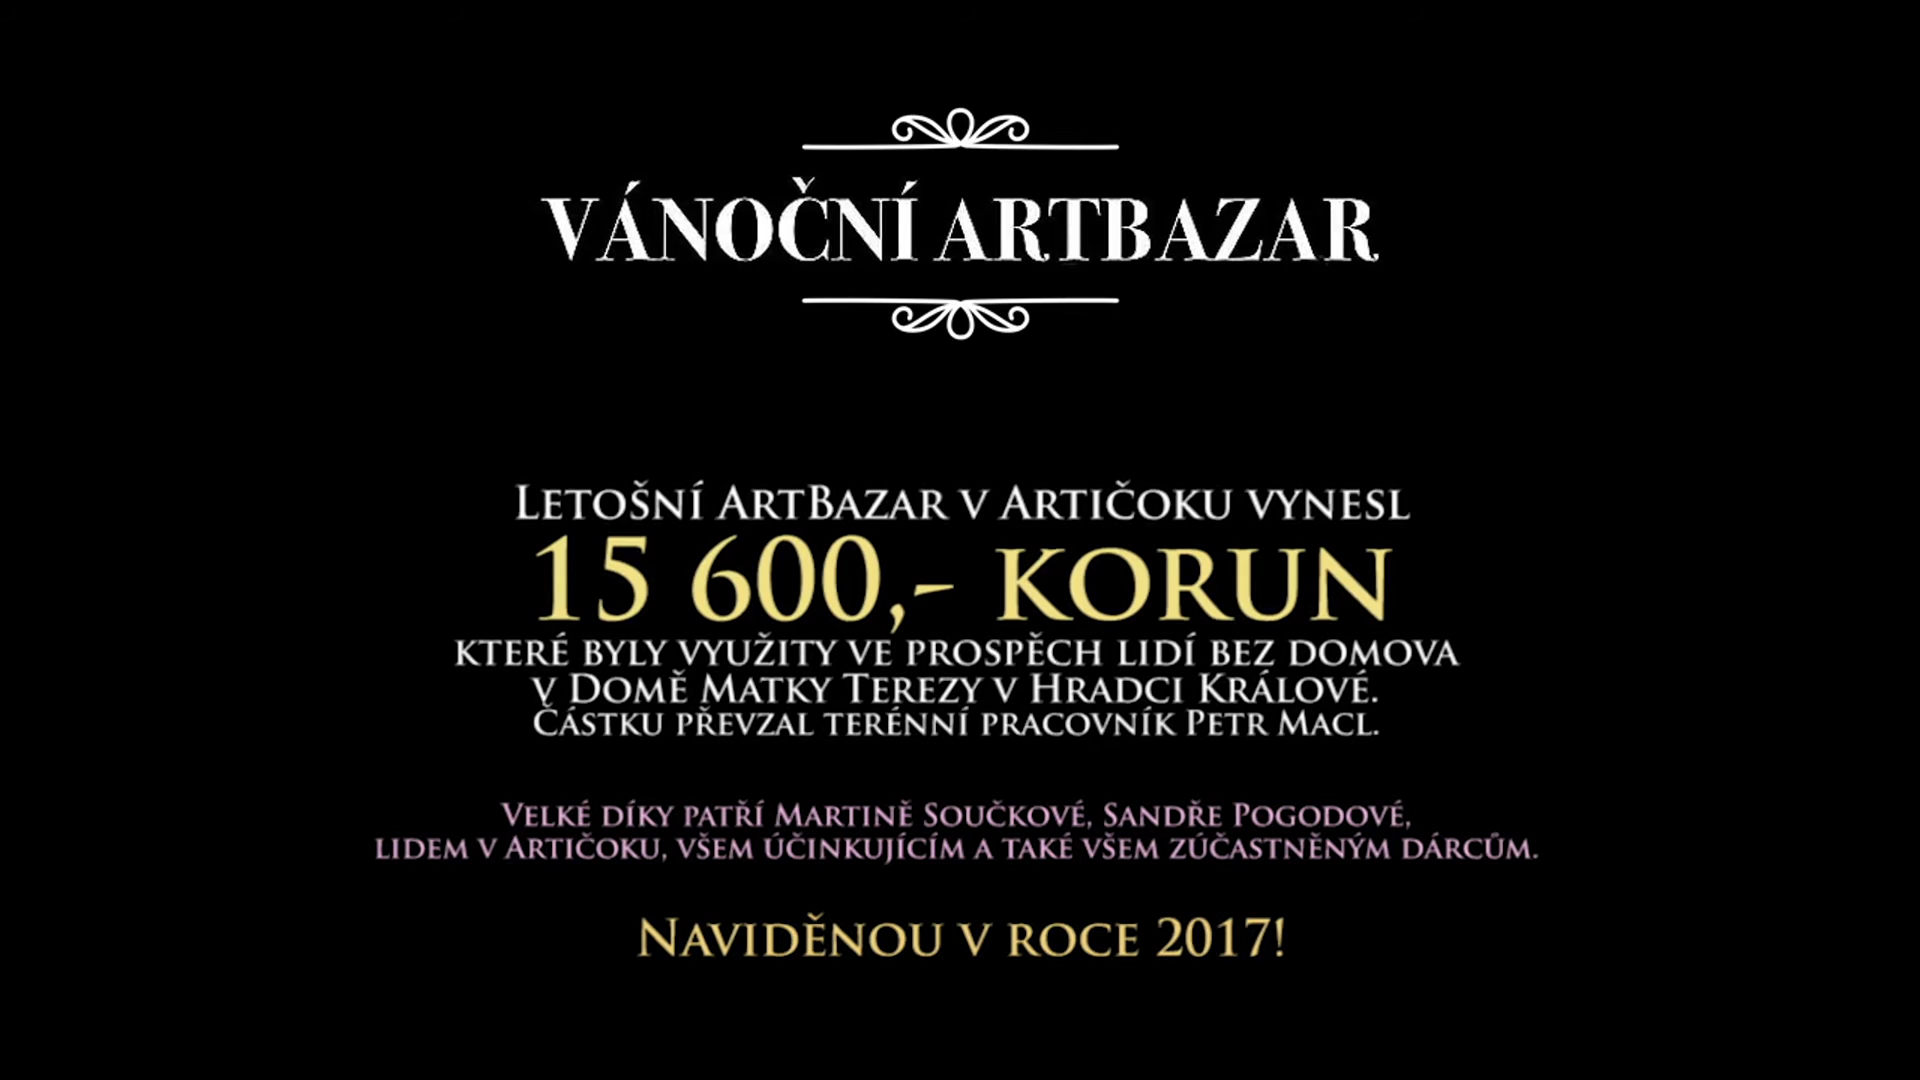 VÁNOČNÍ ARTBAZAR
Letošní ArtBazar v Artičoku vynesl
15 600,- korun
které byly využity ve prospěch lidí bez domova
v Domě Matky Terezy v Hradci Králové.
Částku převzal terénní pracovník Petr Macl.
Velké díky patří Martině Součkové, Sandře Pogodové,
lidem v Artičoku, všem účinkujícím a také všem zúčastněným dárcům.
Naviděnou v roce 2017!